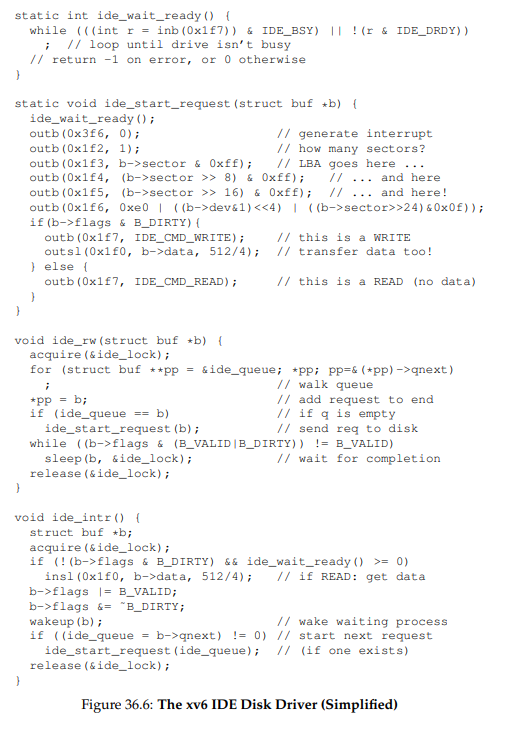 static int ide_wait_ready() {
  while (((int r = inb(0x1f7)) & IDE_BSY) || !(r & IDE_DRDY))
    ;  // loop until drive isn't busy
  // return -1 on error, or 0 otherwise
}

static void ide_start_request(struct buf *b) {
  ide_wait_ready();
  outb(0x3f6, 0);                // generate interrupt
  outb(0x1f2, 1);                // how many sectors?
  outb(0x1f3, b->sector & 0xff);   // LBA goes here ...
  outb(0x1f4, (b->sector >> 8) & 0xff);   // ... and here
  outb(0x1f5, (b->sector >> 16) & 0xff);  // ... and here!
  outb(0x1f6, 0xe0 | ((b->dev&1)<<4) | ((b->sector>>24)&0x0f));
  if(b->flags & B_DIRTY){
    outb(0x1f7, IDE_CMD_WRITE);    // this is a WRITE
    outsl(0x1f0, b->data, 512/4);  // transfer data too!
  } else {
    outb(0x1f7, IDE_CMD_READ);     // this is a READ (no data)
  }
}

void ide_rw(struct buf *b) {
  acquire(&ide_lock);
  for (struct buf **pp = &ide_queue; *pp; pp=&(*pp)->qnext)
    ;                            // walk queue
  *pp = b;                       // add request to end
  if (ide_queue == b)            // if q is empty
    ide_start_request(b);        // send req to disk
  while ((b->flags & (B_VALID|B_DIRTY)) != B_VALID)
    sleep(b, &ide_lock);         // wait for completion
  release(&ide_lock);
}

void ide_intr() {
  struct buf *b;
  acquire(&ide_lock);
  if (!(b->flags & B_DIRTY) && ide_wait_ready() >= 0)
    insl(0x1f0, b->data, 512/4);   // if READ: get data
  b->flags |= B_VALID;
  b->flags &= ~B_DIRTY;
  wakeup(b);                     // wake waiting process
  if ((ide_queue = b->qnext) != 0) // start next request
    ide_start_request(ide_queue);  // (if one exists)
  release(&ide_lock);
}
Figure 36.6: The xv6 IDE Disk Driver (Simplified)